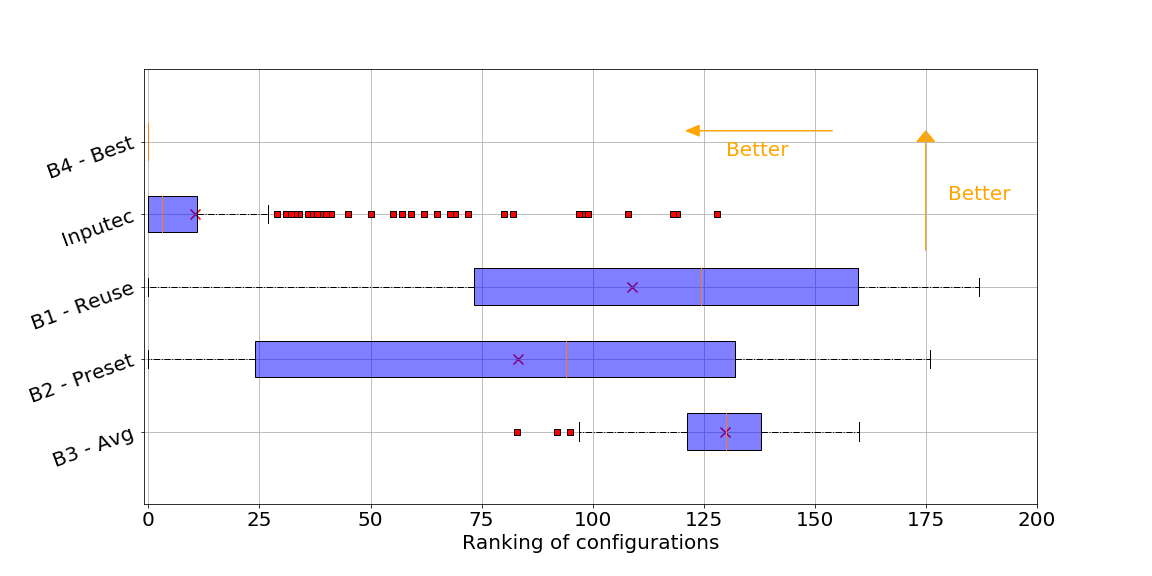 B4 - Best
Better
Better
Inputec
B1 - Reuse
B2 - Preset
B3 - Avg
0 25 50 75 100 125 150 175 200
Ranking of configurations